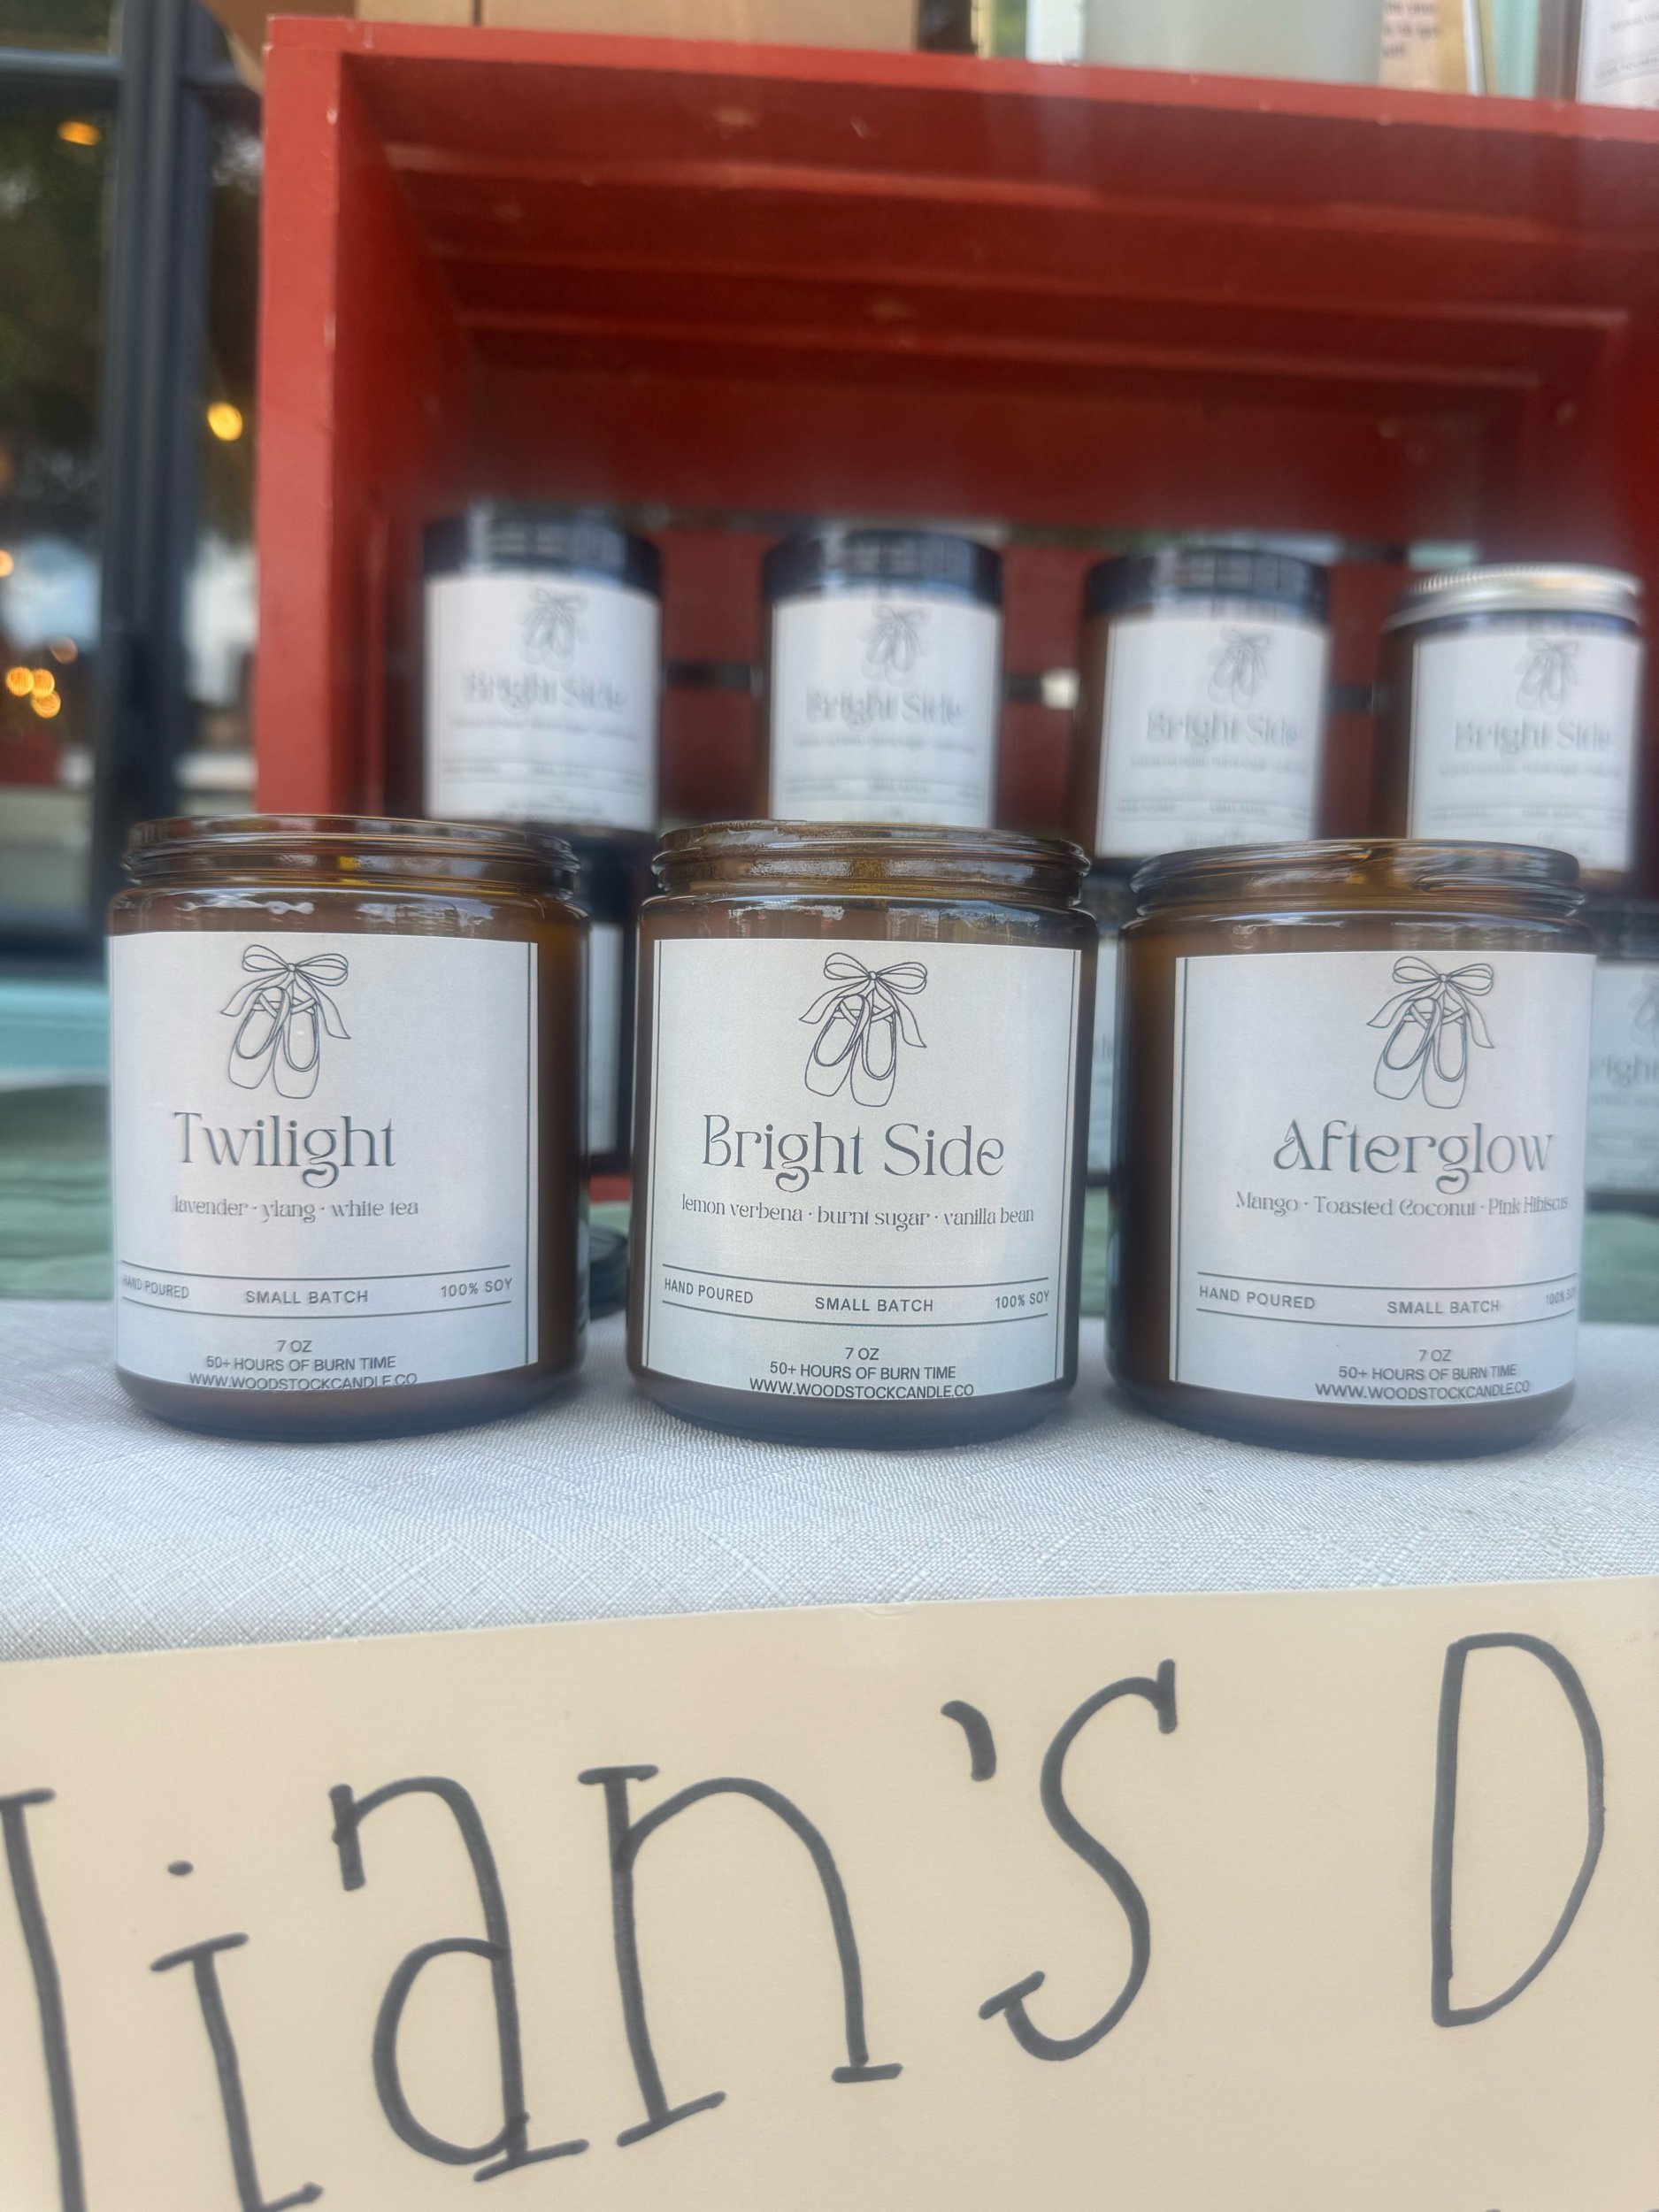 Bright Side
Bright Side
Bright Side
Bright Side
Twilight
lavender · ylang · white tea
HAND POURED SMALL BATCH 100% SOY
7 OZ
50+ HOURS OF BURN TIME
WWW.WOODSTOCKCANDLE.CO
Bright Side
lemon verbena · burnt sugar · vanilla bean
HAND POURED SMALL BATCH 100% SOY
7 OZ
50+ HOURS OF BURN TIME
WWW.WOODSTOCKCANDLE.CO
Afterglow
Mango · Toasted Coconut · Pink Hibiscus
HAND POURED SMALL BATCH 100% SOY
7 OZ
50+ HOURS OF BURN TIME
WWW.WOODSTOCKCANDLE.CO
lian's D